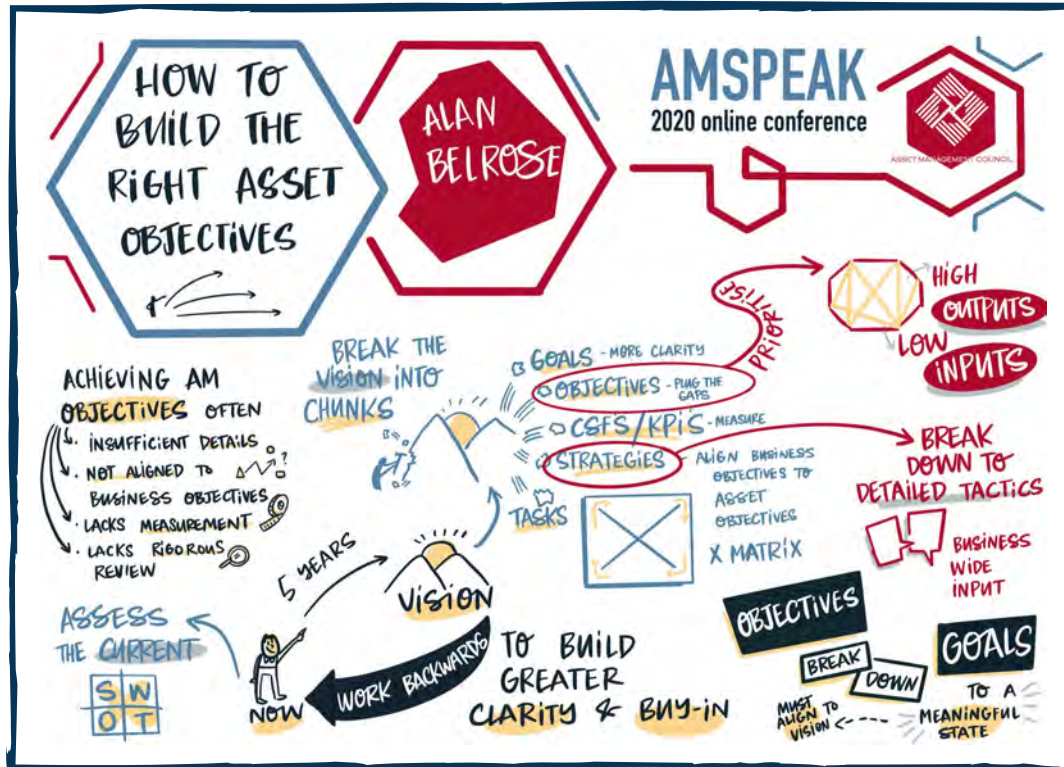 HOW TO
BUILD THE
RIGHT ASSET
OBJECTIVES
ALAN
BELROSE
AMSPEAK
2020 online conference
ASSET MANAGEMENT COUNCIL
ACHIEVING AM
OBJECTIVES OFTEN
· INSUFFICIENT DETAILS
· NOT ALIGNED TO
BUSINESS OBJECTIVES
?
· LACKS MEASUREMENT
· LACKS RIGOROUS
REVIEW
BREAK THE
VISION INTO
CHUNKS
GOALS - MORE CLARITY
OBJECTIVES - PLUG THE
GAPS
CSFS/KPIS - MEASURE
STRATEGIES - ALIGN BUSINESS
OBJECTIVES TO
ASSET
OBJECTIVES
X MATRIX
TASKS
PRIORITISE
HIGH
OUTPUTS
LOW
INPUTS
BREAK
DOWN TO
DETAILED TACTICS
BUSINESS
WIDE
INPUT
ASSESS
THE CURRENT
S W
O T
5 YEARS
VISION
NOW
WORK BACKWARDS
TO BUILD
GREATER
CLARITY & BUY-IN
OBJECTIVES
BREAK
DOWN
GOALS
TO A
MEANINGFUL
STATE
MUST
ALIGN TO
VISION